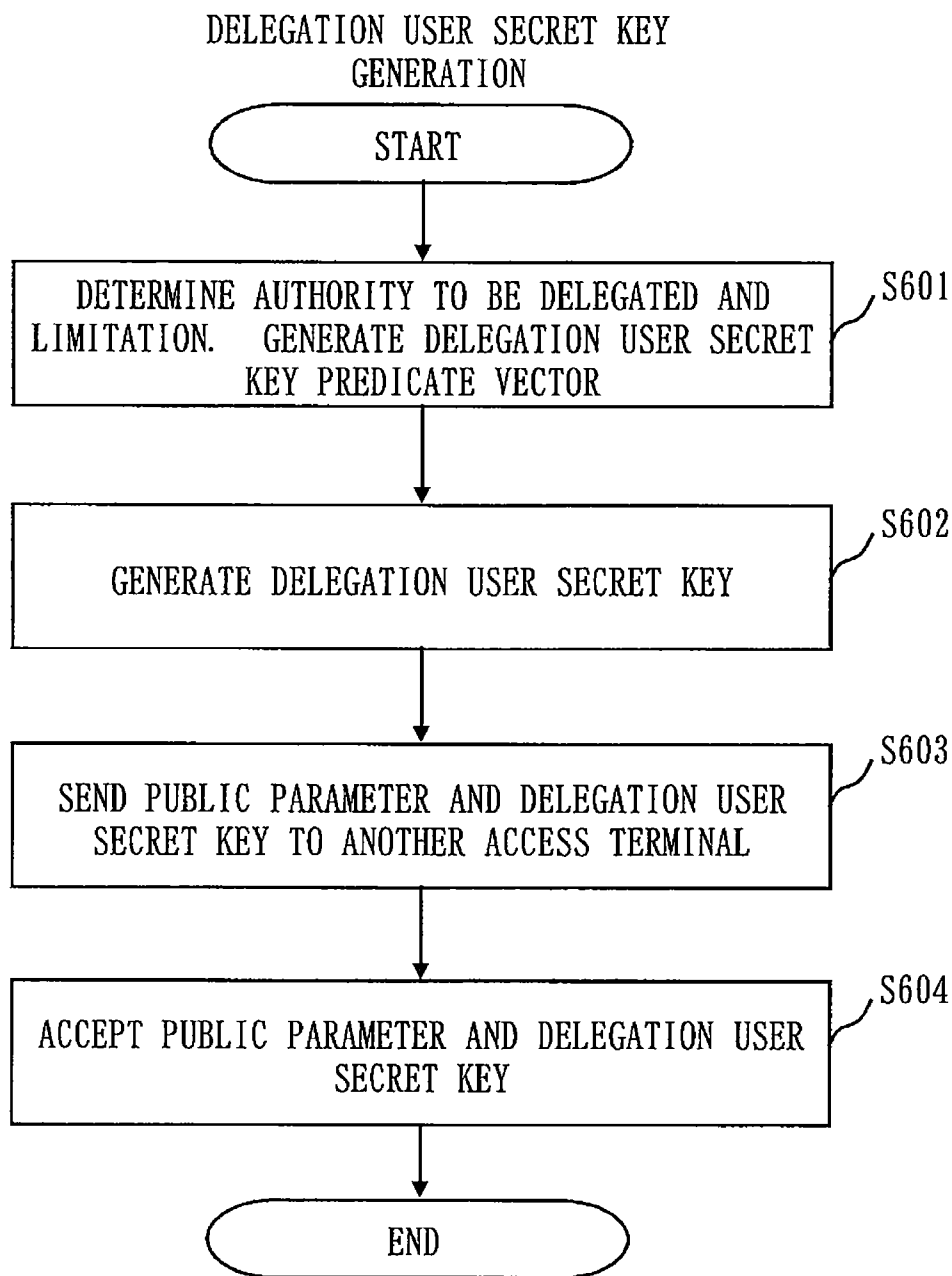 DELEGATION USER SECRET KEY
GENERATION
START
S601
DETERMINE AUTHORITY TO BE DELEGATED AND
LIMITATION. GENERATE DELEGATION USER SECRET
KEY PREDICATE VECTOR
S602
GENERATE DELEGATION USER SECRET KEY
S603
SEND PUBLIC PARAMETER AND DELEGATION USER
SECRET KEY TO ANOTHER ACCESS TERMINAL
S604
ACCEPT PUBLIC PARAMETER AND DELEGATION USER
SECRET KEY
END